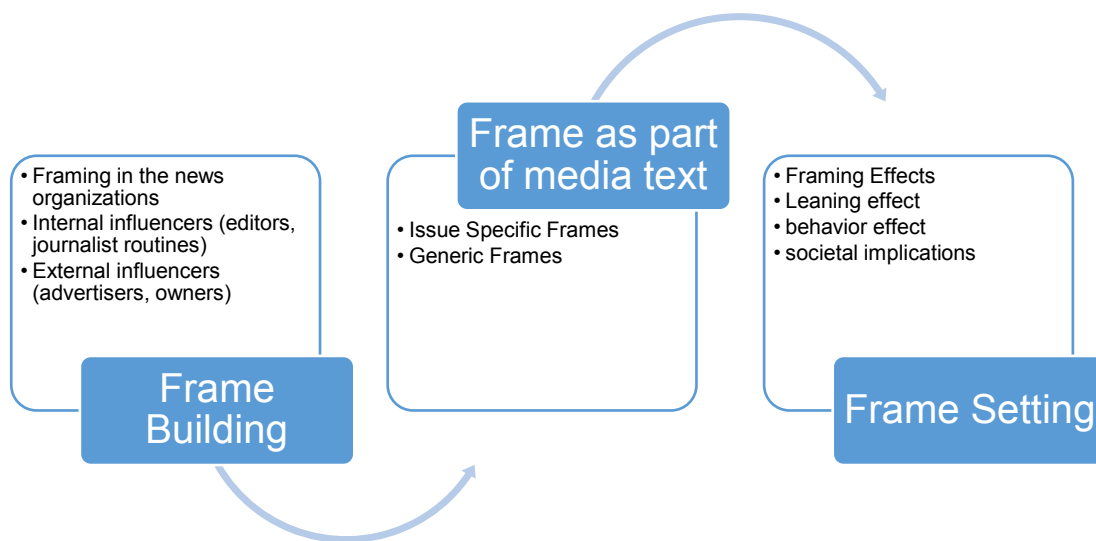 • Framing in the news
organizations
• Internal influencers (editors,
journalist routines)
• External influencers
(advertisers, owners)
Frame
Building
Frame as part
of media text
• Issue Specific Frames
• Generic Frames
• Framing Effects
• Leaning effect
• behavior effect
• societal implications
Frame Setting